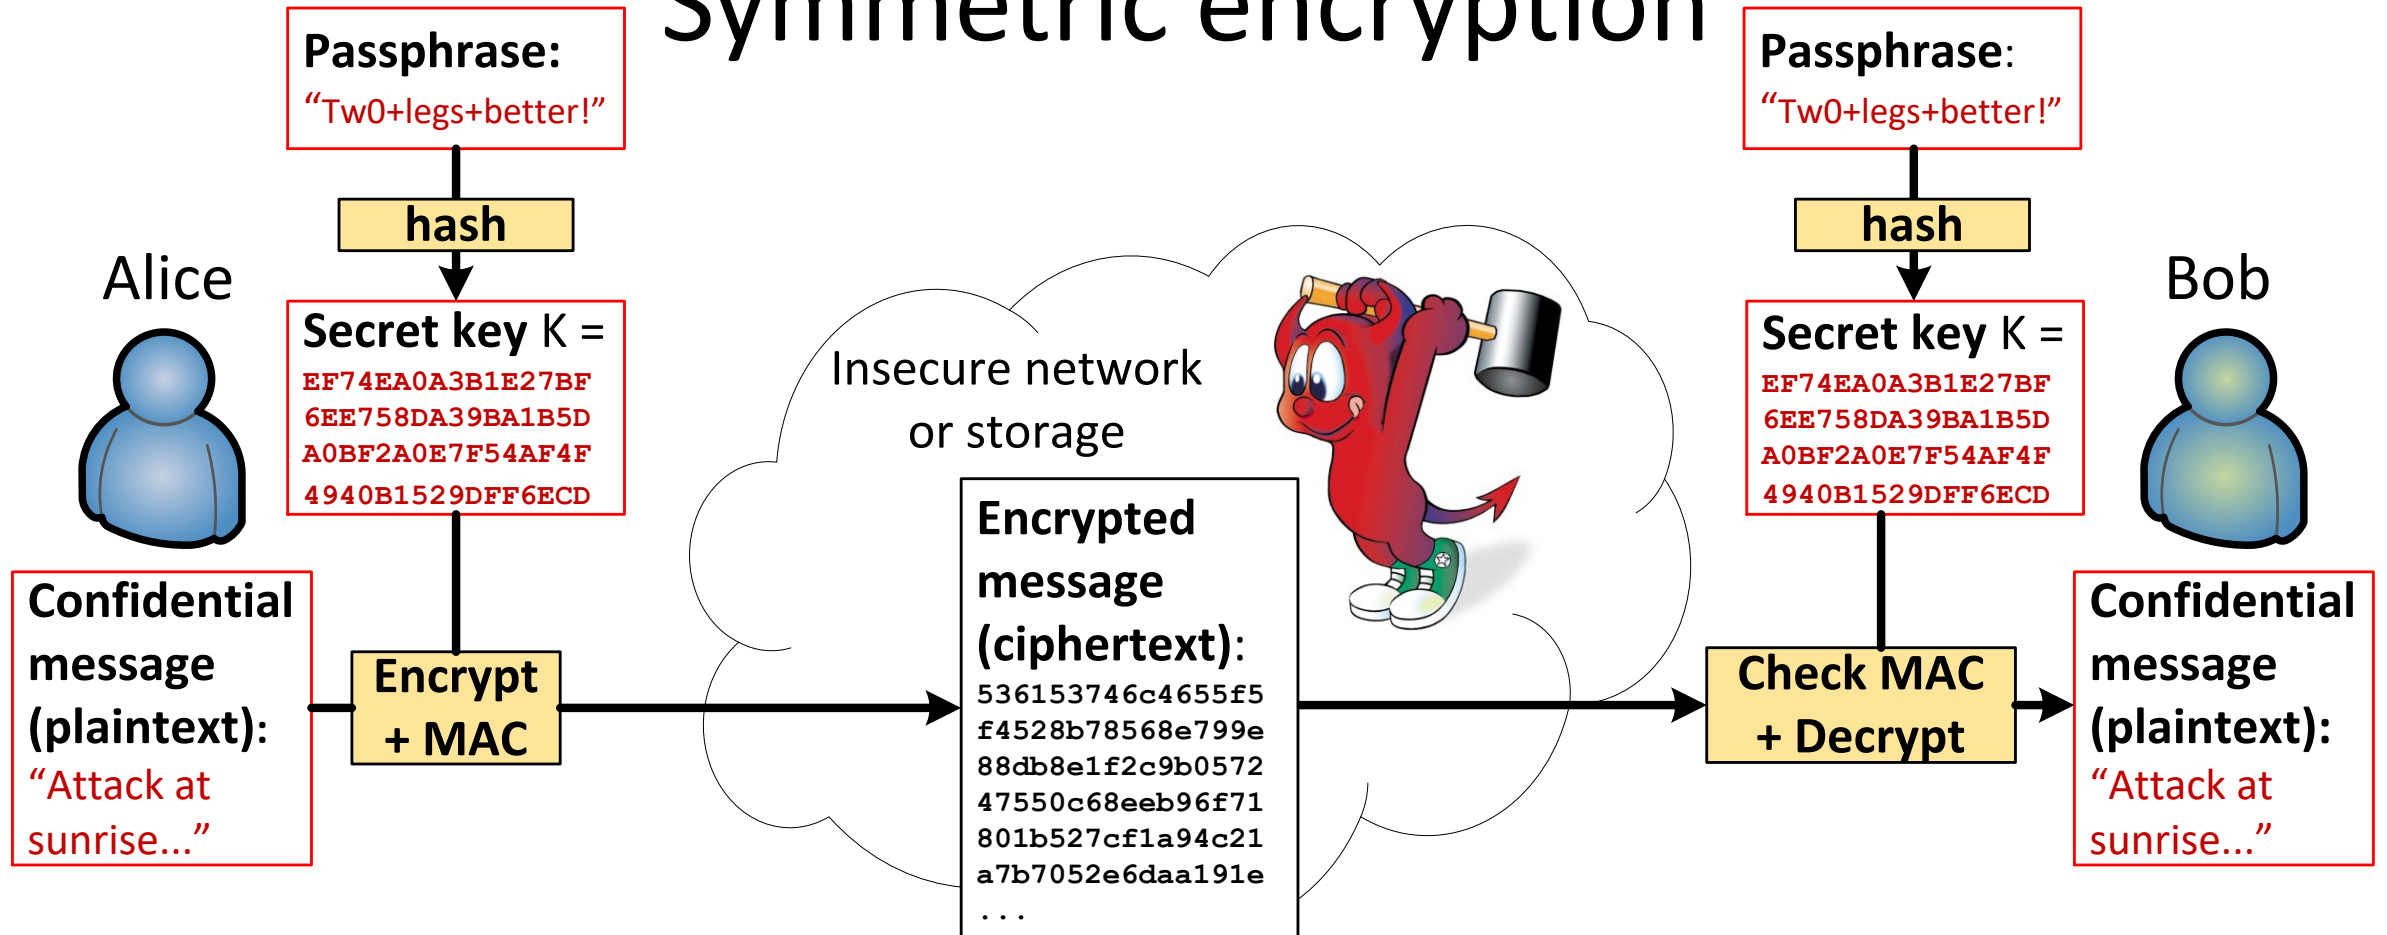 Symmetric encryption
Passphrase:
“Tw0+legs+better!”
hash
Alice
Secret key K =
EF74EA0A3B1E27BF
6EE758DA39BA1B5D
A0BF2A0E7F54AF4F
4940B1529DFF6ECD
Confidential
message
(plaintext):
“Attack at
sunrise...”
Encrypt
+ MAC
Insecure network
or storage
Encrypted
message
(ciphertext):
536153746c4655f5
f4528b78568e799e
88db8e1f2c9b0572
47550c68eeb96f71
801b527cf1a94c21
a7b7052e6daa191e
...
Passphrase:
“Tw0+legs+better!”
hash
Bob
Secret key K =
EF74EA0A3B1E27BF
6EE758DA39BA1B5D
A0BF2A0E7F54AF4F
4940B1529DFF6ECD
Check MAC
+ Decrypt
Confidential
message
(plaintext):
“Attack at
sunrise...”